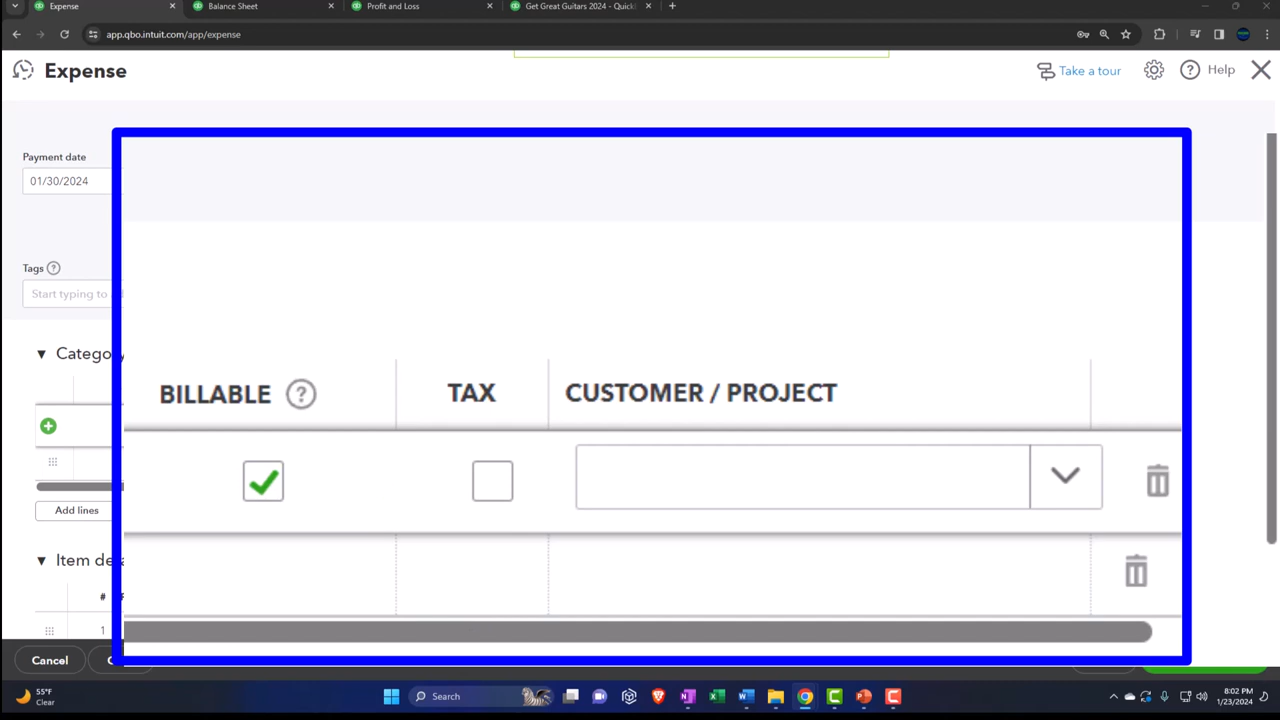 Expense
Balance Sheet
Profit and Loss
Get Great Guitars 2024 - QuickB
app.qbo.intuit.com/app/expense
Expense
Take a tour
Help
Payment date
01/30/2024
Tags
Start typing to
Catego
BILLABLE
TAX
CUSTOMER / PROJECT
Add lines
Item de
#
1
Cancel
55°F
Clear
Search
8:02 PM
1/23/2024